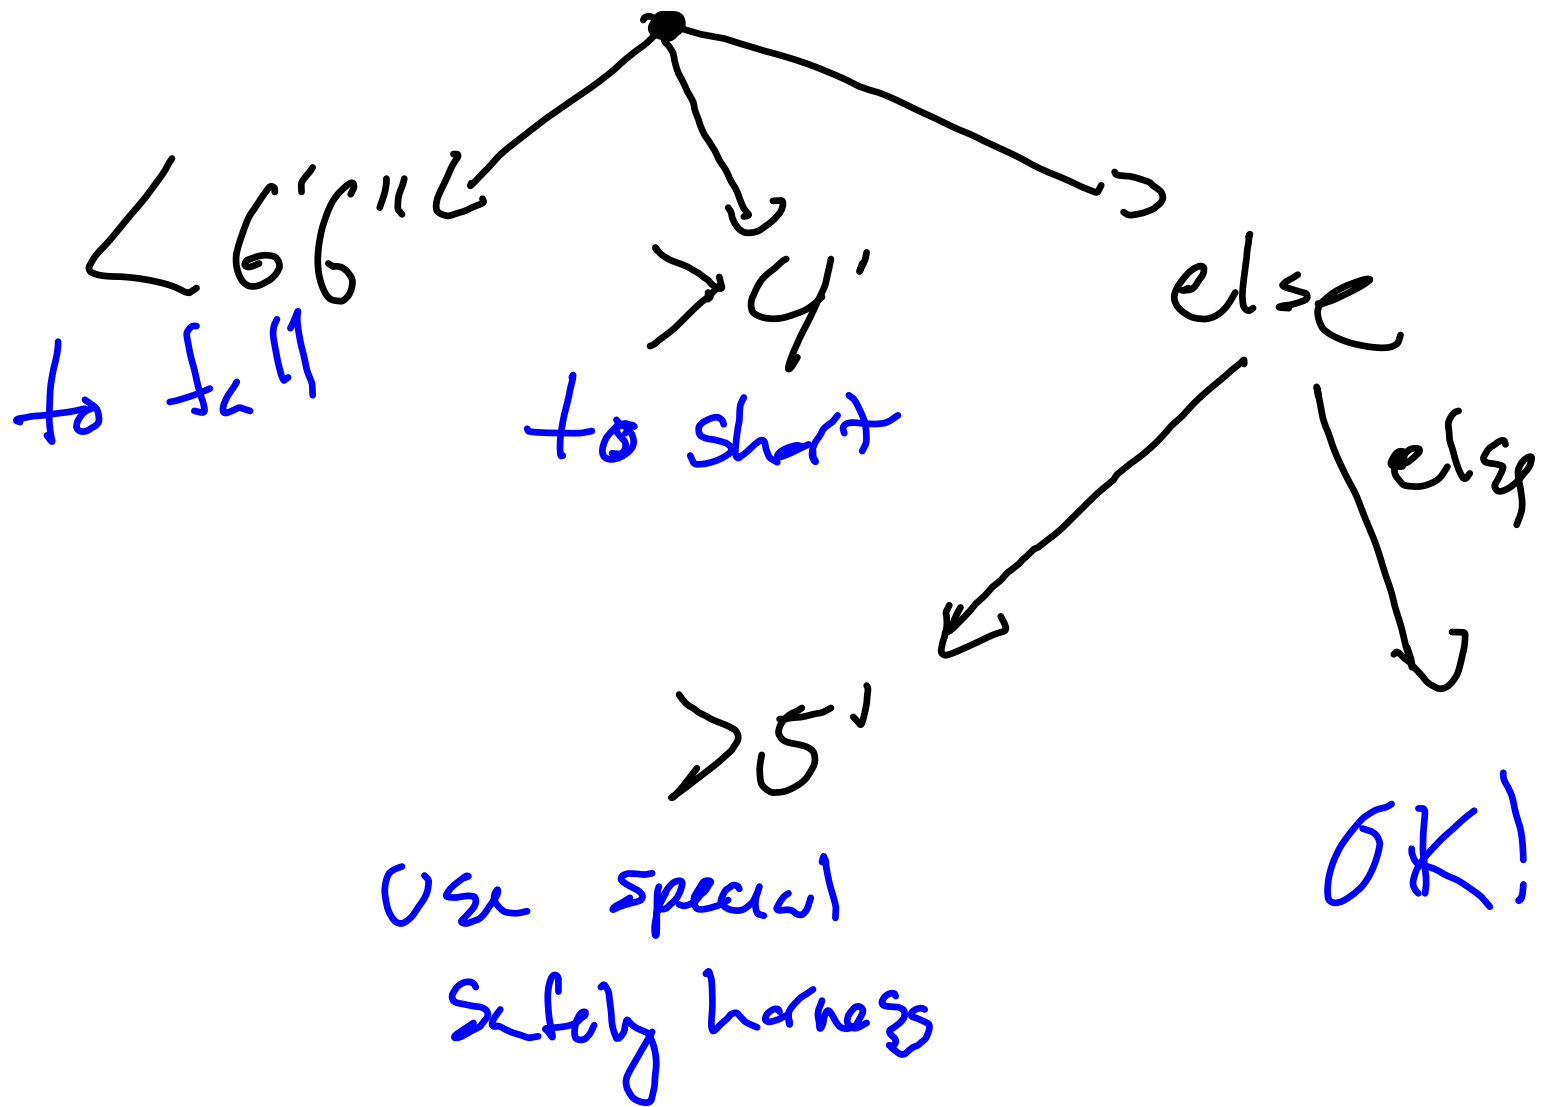 < 6'6"
to tall
>4'
to short
else
else
>5'
use special
safety harness
OK!